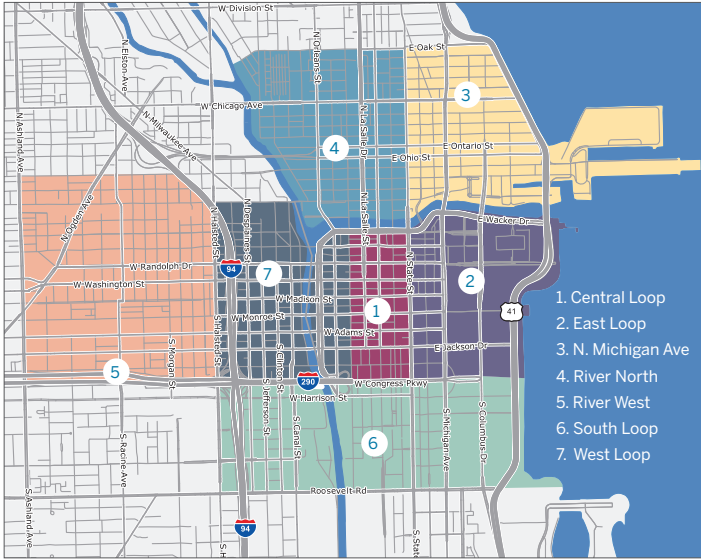 W Division St
E Oak St
N Orleans St
N Elston Ave
3
W Chicago Ave
N La Salle Dr
N Ashland Ave
N Milwaukee Ave
4
E Ontario St
E Ohio St
N Ogden Ave
N Halsted St
N Desplaines St
N La Salle St
E Wacker Dr
N State St
W Randolph Dr
94
7
2
W Washington St
W Madison St
1
41
W Monroe St
W Adams St
S Halsted St
S Morgan St
S Clinton St
E Jackson Dr
5
290
W Congress Pkwy
W Harrison St
S Jefferson St
S Canal St
S Michigan Ave
S Columbus Dr
6
S Racine Ave
Roosevelt Rd
S Ashland Ave
94
S H
S State
1. Central Loop
2. East Loop
3. N. Michigan Ave
4. River North
5. River West
6. South Loop
7. West Loop